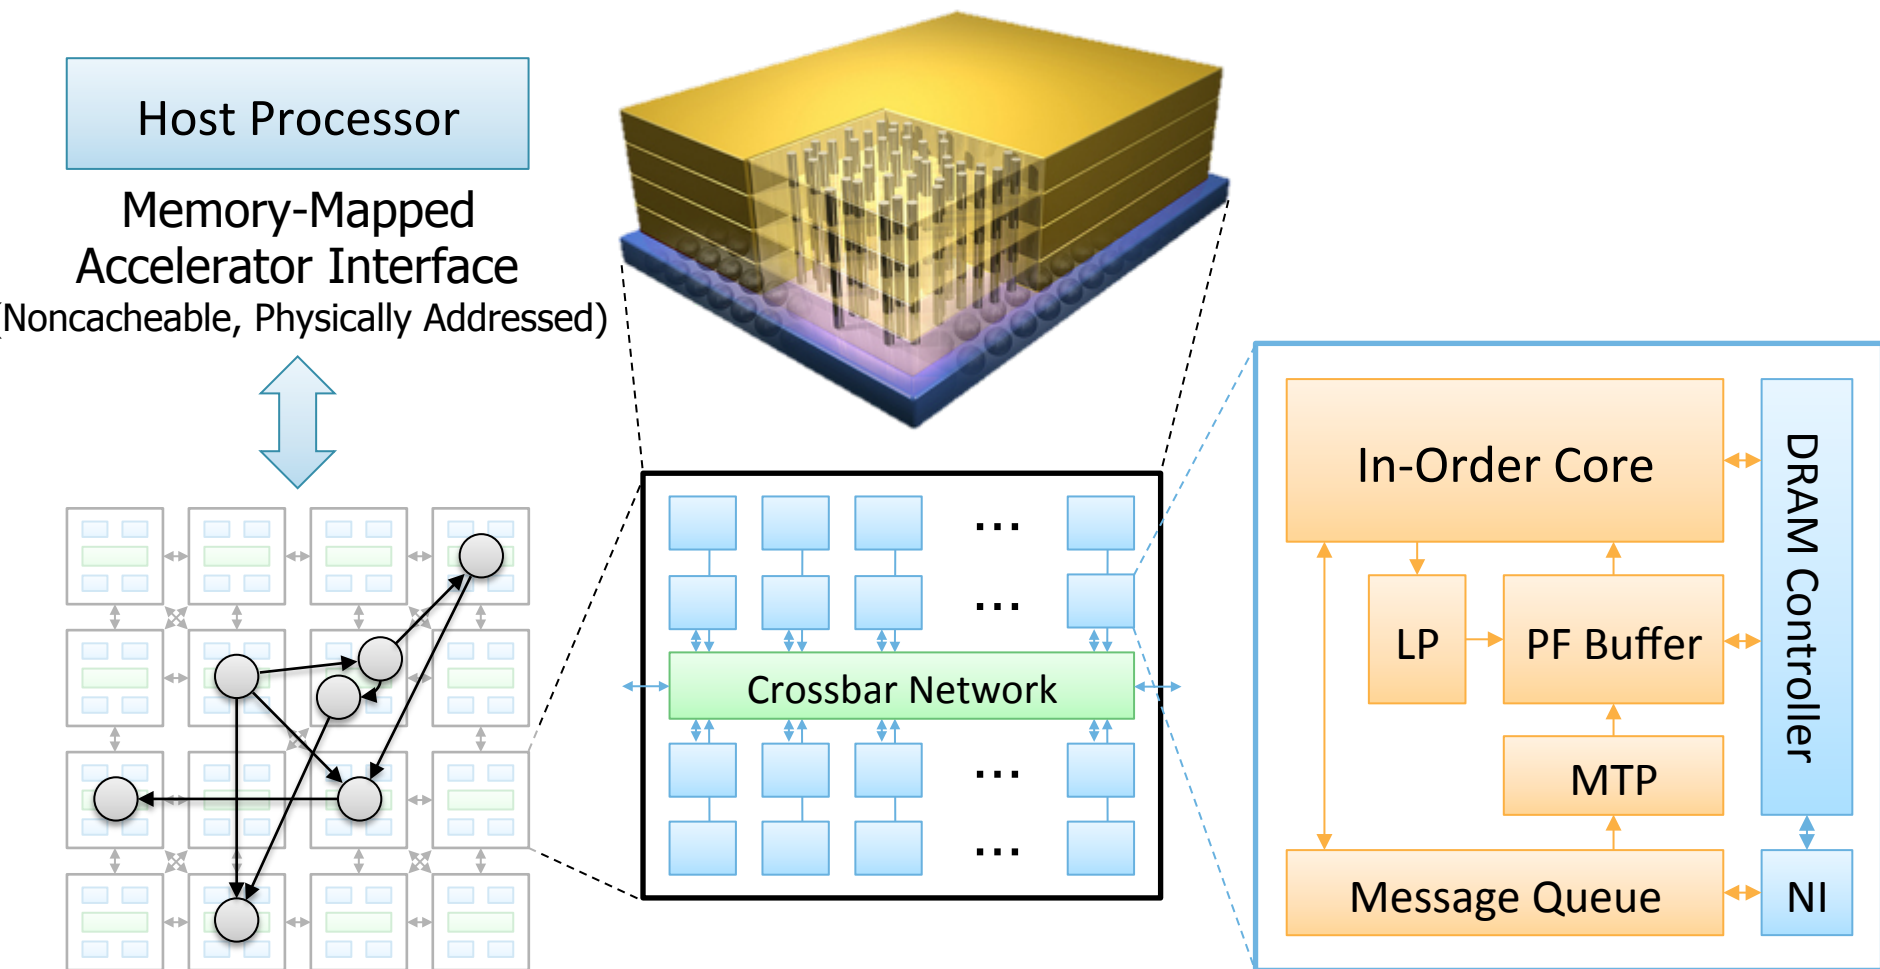 Host Processor
Memory-Mapped
Accelerator Interface
(Noncacheable, Physically Addressed)
...
...
Crossbar Network
...
...
In-Order Core
DRAM Controller
LP
PF Buffer
MTP
Message Queue
NI